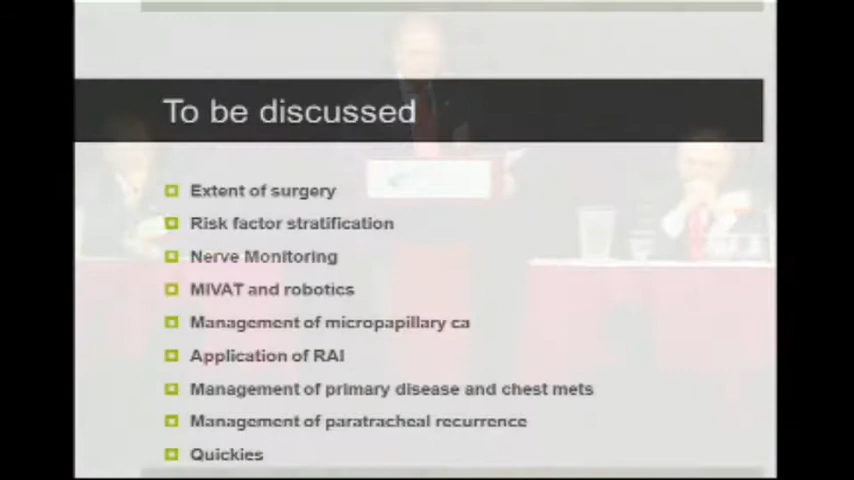 To be discussed
Extent of surgery
Risk factor stratification
Nerve Monitoring
MIVAT and robotics
Management of micropapillary ca
Application of RAI
Management of primary disease and chest mets
Management of paratracheal recurrence
Quickies